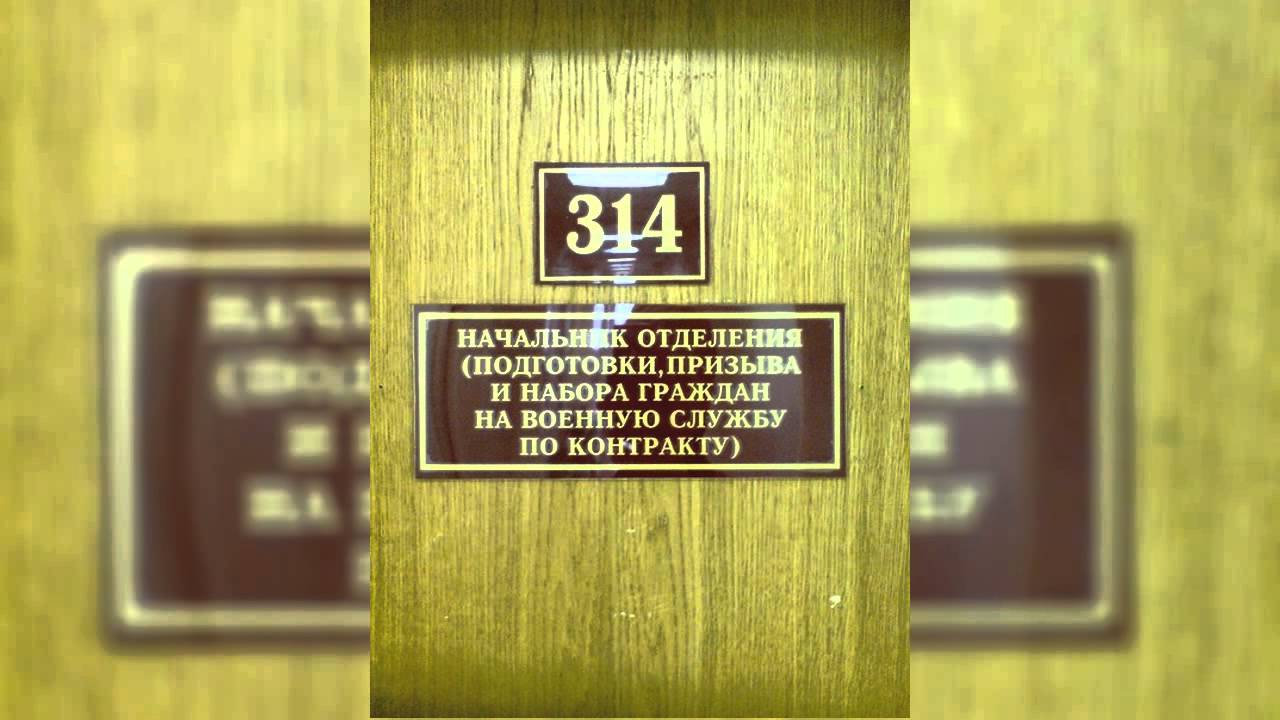 314
НАЧАЛЬНИК ОТДЕЛЕНИЯ
(ПОДГОТОВКИ,ПРИЗЫВА
И НАБОРА ГРАЖДАН
НА ВОЕННУЮ СЛУЖБУ
ПО КОНТРАКТУ)